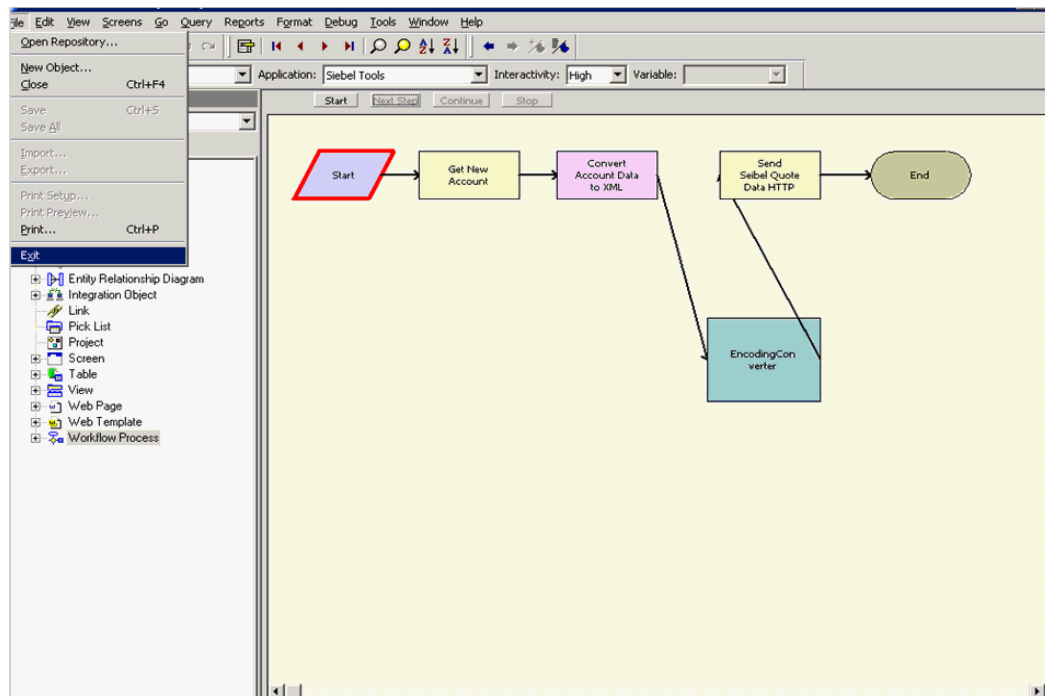 File Edit View Screens Go Query Reports Format Debug Tools Window Help
Open Repository...
New Object...
Close Ctrl+F4
Save Ctrl+S
Save All
Import...
Export...
Print Setup...
Print Preview...
Print... Ctrl+P
Exit
Application: Siebel Tools Interactivity: High Variable:
Start Next Step Continue Stop
Entity Relationship Diagram
Integration Object
Link
Pick List
Project
Screen
Table
View
Web Page
Web Template
Workflow Process
Start
Get New
Account
Convert
Account Data
to XML
Send
Seibel Quote
Data HTTP
End
EncodingCon
verter